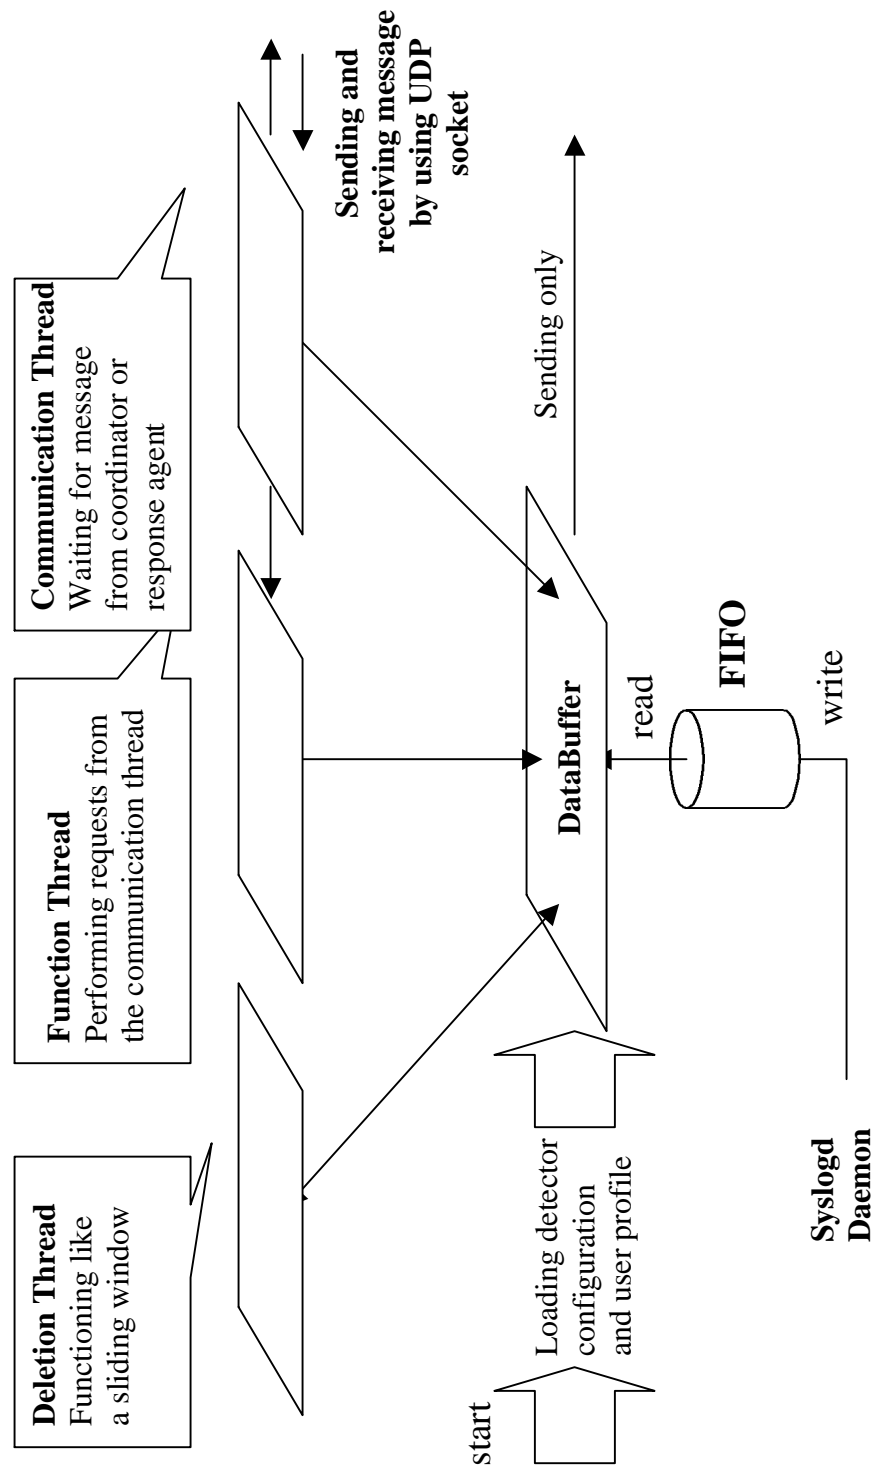 Deletion Thread
Functioning like
a sliding window
Function Thread
Performing requests from
the communication thread
Communication Thread
Waiting for message
from coordinator or
response agent
Sending and
receiving message
by using UDP
socket
start
Loading detector
configuration
and user profile
DataBuffer
Sending only
read
FIFO
write
Syslogd
Daemon